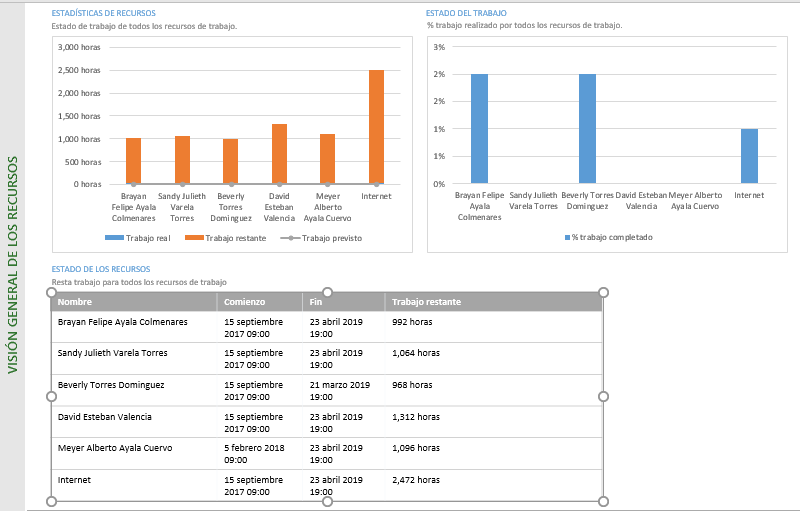 VISIÓN GENERAL DE LOS RECURSOS
ESTADÍSTICAS DE RECURSOS
Estado de trabajo de todos los recursos de trabajo.
3,000 horas
2,500 horas
2,000 horas
1,500 horas
1,000 horas
500 horas
0 horas
Brayan Felipe Ayala Colmenares
Sandy Julieth Varela Torres
Beverly Torres Dominguez
David Esteban Valencia
Meyer Alberto Ayala Cuervo
Internet
Trabajo real Trabajo restante Trabajo previsto
ESTADO DEL TRABAJO
% trabajo realizado por todos los recursos de trabajo.
3%
2%
2%
1%
1%
0%
Brayan Felipe Ayala Colmenares
Sandy Julieth Varela Torres
Beverly Torres Dominguez
David Esteban Valencia
Meyer Alberto Ayala Cuervo
Internet
% trabajo completado
ESTADO DE LOS RECURSOS
Resta trabajo para todos los recursos de trabajo
Nombre Comienzo Fin Trabajo restante
Brayan Felipe Ayala Colmenares 15 septiembre 23 abril 2019 992 horas
2017 09:00 19:00
Sandy Julieth Varela Torres 15 septiembre 23 abril 2019 1,064 horas
2017 09:00 19:00
Beverly Torres Dominguez 15 septiembre 21 marzo 2019 968 horas
2017 09:00 19:00
David Esteban Valencia 15 septiembre 23 abril 2019 1,312 horas
2017 09:00 19:00
Meyer Alberto Ayala Cuervo 5 febrero 2018 23 abril 2019 1,096 horas
09:00 19:00
Internet 15 septiembre 23 abril 2019 2,472 horas
2017 09:00 19:00